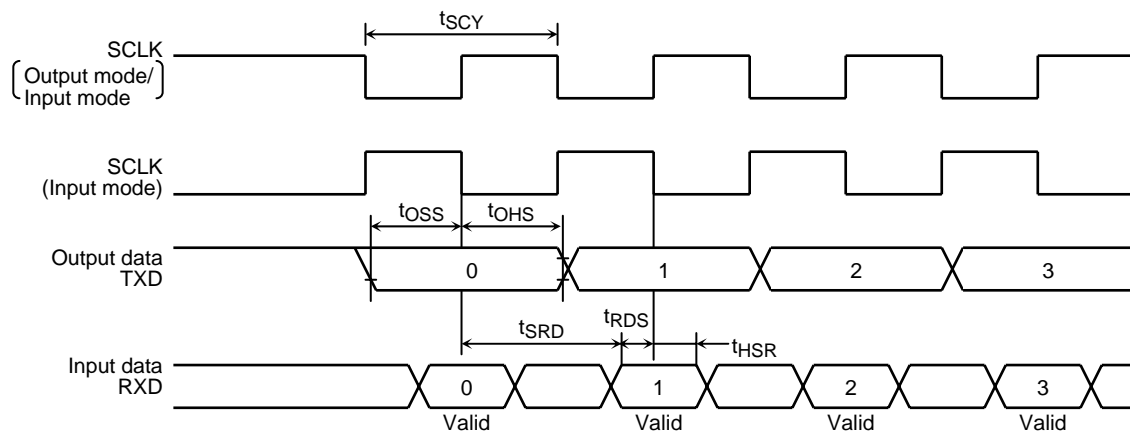 tSCY
SCLK
Output mode/
Input mode
SCLK
(Input mode)
tOSS
tOHS
Output data
TXD
0
1
2
3
tSRD
tRDS
tHSR
Input data
RXD
0
1
2
3
Valid
Valid
Valid
Valid